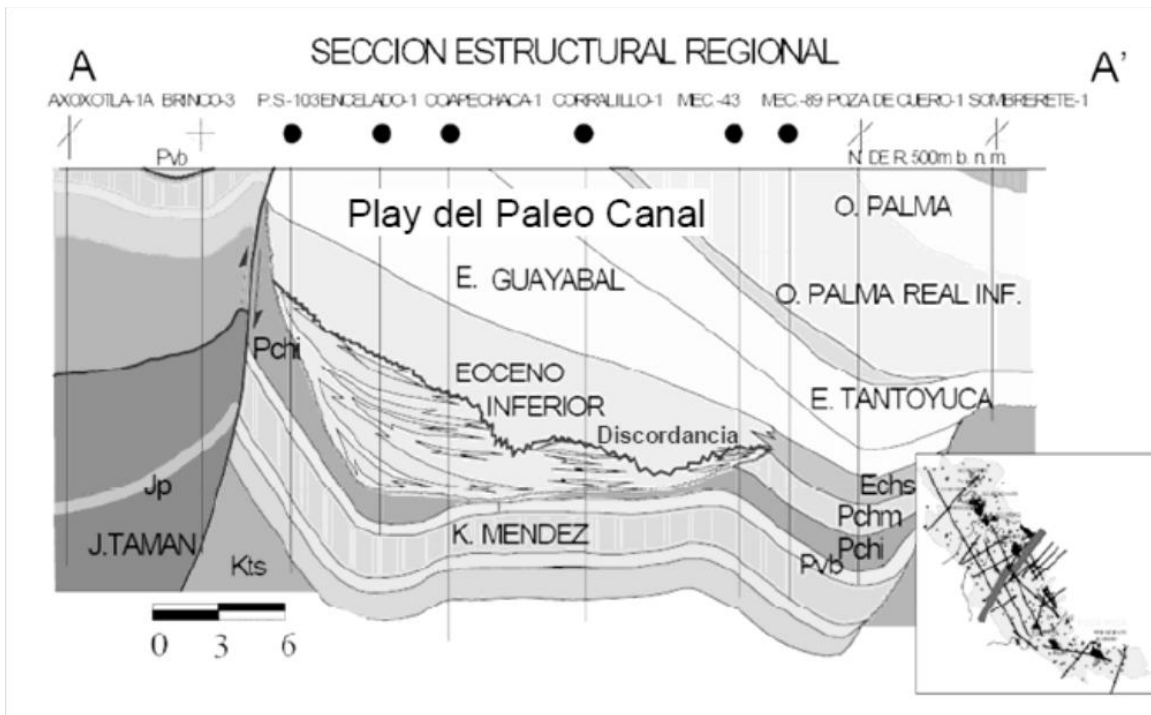 SECCION ESTRUCTURAL REGIONAL
A A'
AXOXOTLA-1A BRINCO-3 P.S.-103 ENCELADO-1 COAPECHACA-1 CORRALILLO-1 MEC.-43 MEC.-89 POZA DE CUERO-1 SOMBRERETE-1
Pvb N. DE R. 500m b. n. m.
Play del Paleo Canal
O. PALMA
E. GUAYABAL
O. PALMA REAL INF.
Pchi
EOCENO
INFERIOR
E. TANTOYUCA
Discordancia
Jp
Echs
Pchm
Pchi
J.TAMAN
K. MENDEZ
Pvb
Kts
0 3 6